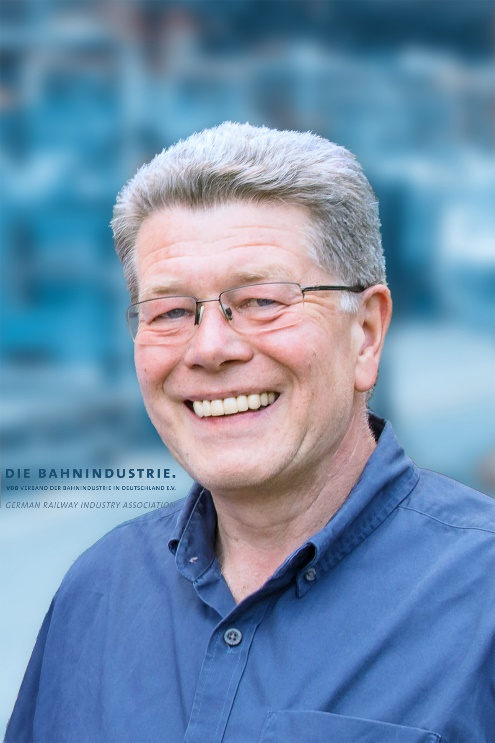 DIE BAHNINDUSTRIE.
VDB VERBAND DER BAHNINDUSTRIE IN DEUTSCHLAND E.V.
GERMAN RAILWAY INDUSTRY ASSOCIATION